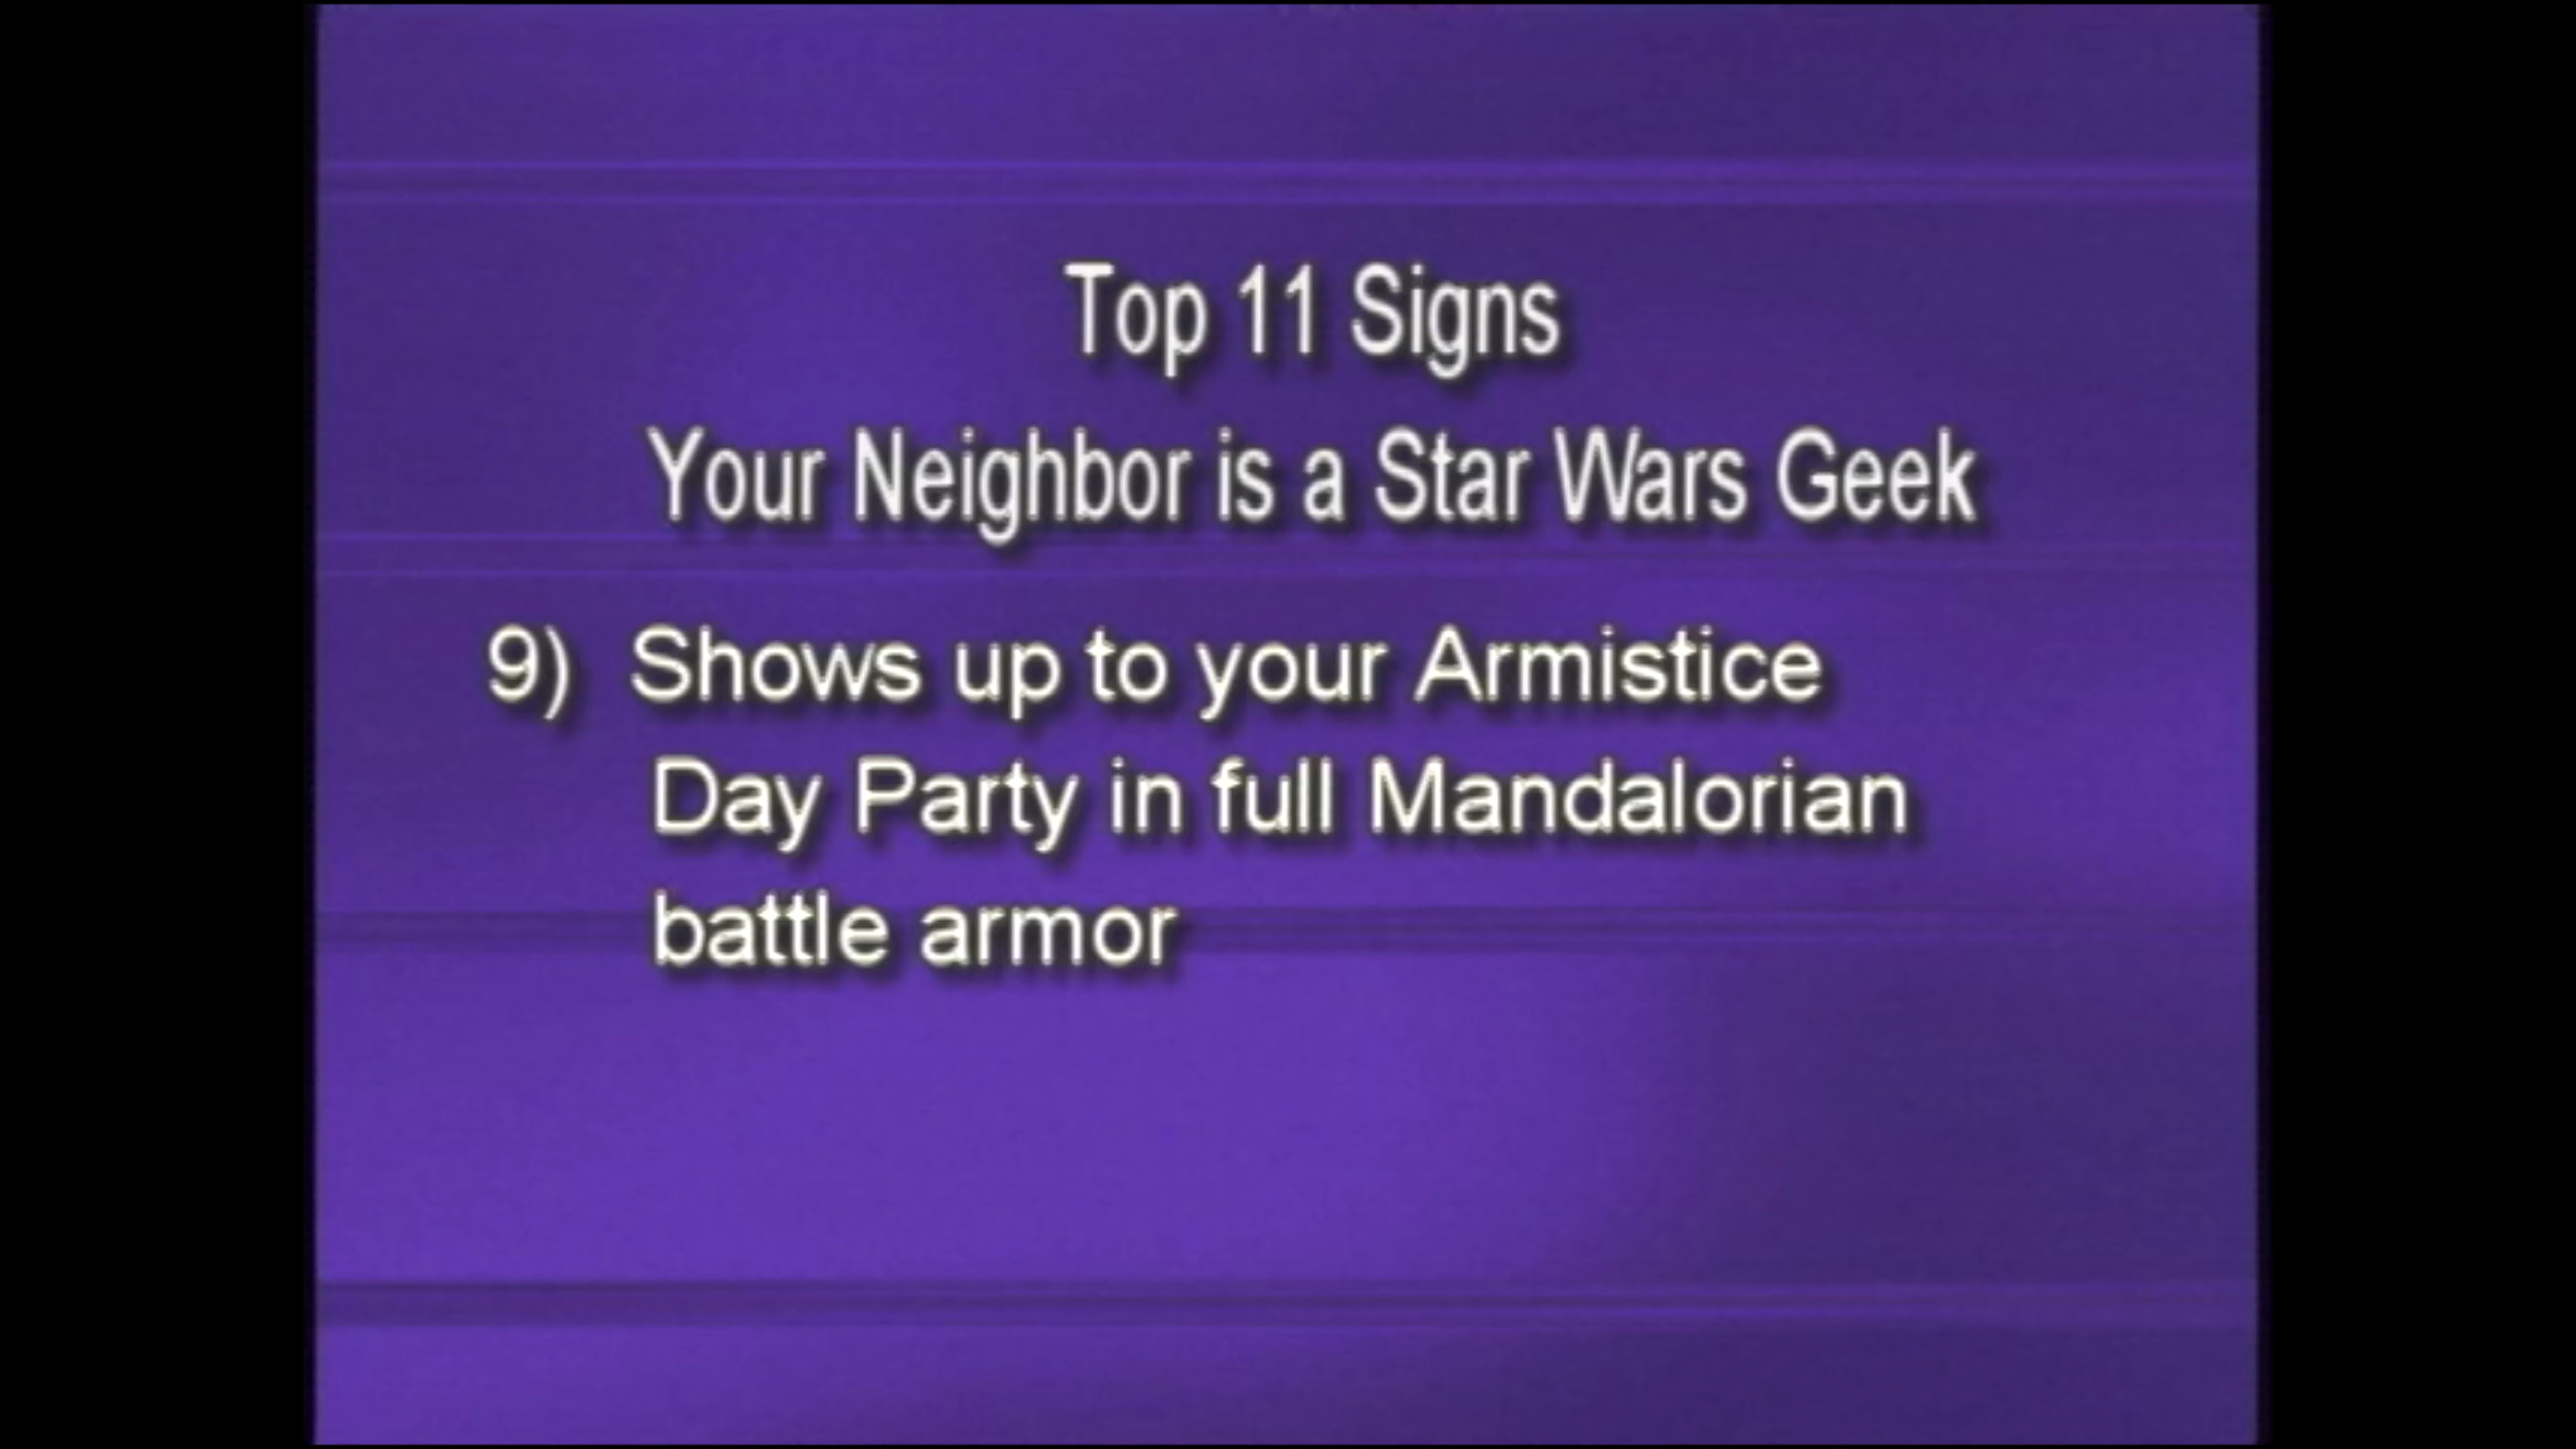 Top 11 Signs
Your Neighbor is a Star Wars Geek
9) Shows up to your Armistice
Day Party in full Mandalorian
battle armor